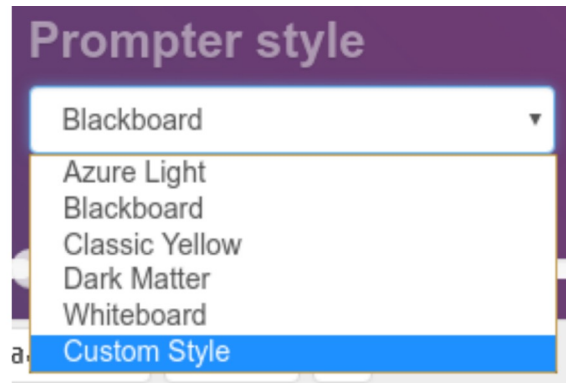 Prompter style
Blackboard
Azure Light
Blackboard
Classic Yellow
Dark Matter
Whiteboard
Custom Style